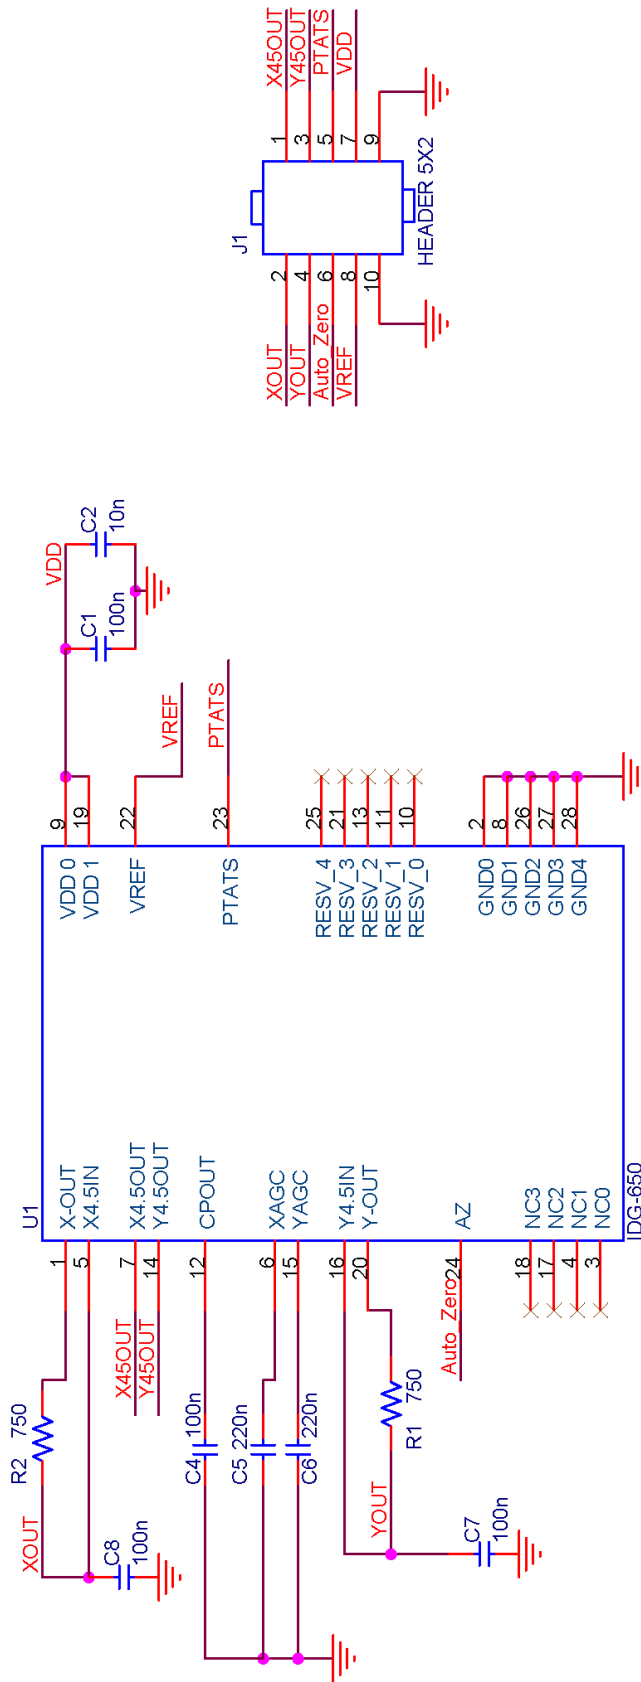 U1
IDG-650
X-OUT
X4.5IN
X4.5OUT
Y4.5OUT
CPOUT
XAGC
YAGC
Y4.5IN
Y-OUT
AZ
NC3
NC2
NC1
NC0
1
5
7
14
12
6
15
16
20
24
18
17
4
3
VDD 0
VDD 1
VREF
PTATS
RESV_4
RESV_3
RESV_2
RESV_1
RESV_0
GND0
GND1
GND2
GND3
GND4
9
19
22
23
25
21
13
11
10
2
8
26
27
28
XOUT
R2 750
C8
100n
X45OUT
Y45OUT
C4 100n
C5 220n
C6 220n
YOUT
R1 750
C7
100n
Auto_Zero
VDD
C1
100n
C2
10n
VREF
PTATS
J1
HEADER 5X2
XOUT
YOUT
Auto_Zero
VREF
2
4
6
8
10
1
3
5
7
9
X45OUT
Y45OUT
PTATS
VDD